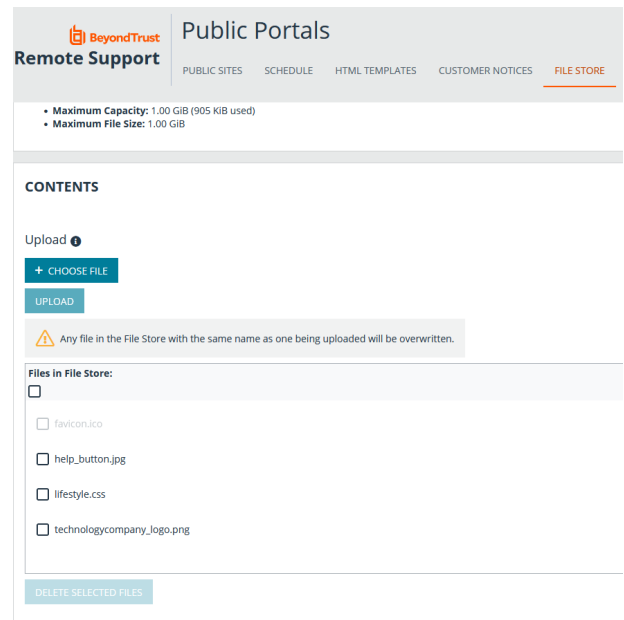 BeyondTrust
Remote Support
Public Portals
PUBLIC SITES SCHEDULE HTML TEMPLATES CUSTOMER NOTICES FILE STORE
• Maximum Capacity: 1.00 GiB (905 KiB used)
• Maximum File Size: 1.00 GiB
CONTENTS
Upload
+ CHOOSE FILE
UPLOAD
Any file in the File Store with the same name as one being uploaded will be overwritten.
Files in File Store:
favicon.ico
help_button.jpg
lifestyle.css
technologycompany_logo.png
DELETE SELECTED FILES